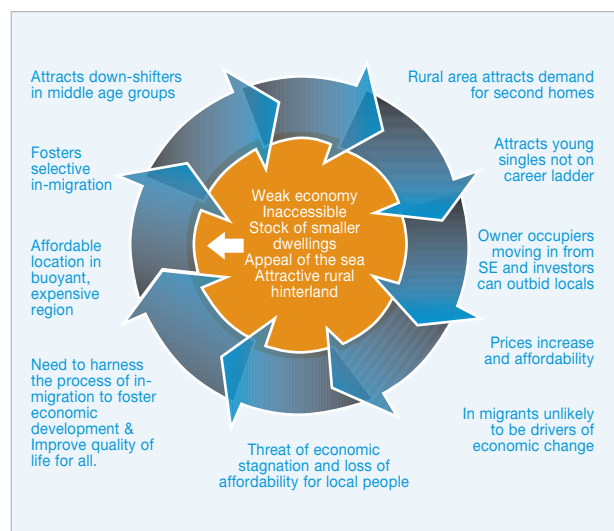 Attracts down-shifters
in middle age groups
Rural area attracts demand
for second homes
Fosters
selective
in-migration
Attracts young
singles not on
career ladder
Weak economy
Inaccessible
Stock of smaller
dwellings
Appeal of the sea
Attractive rural
hinterland
Affordable
location in
buoyant,
expensive
region
Owner occupiers
moving in from
SE and investors
can outbid locals
Need to harness
the process of in-
migration to foster
economic
development &
Improve quality of
life for all.
Prices increase
and affordability
In migrants unlikely
to be drivers of
economic change
Threat of economic
stagnation and loss of
affordability for local people